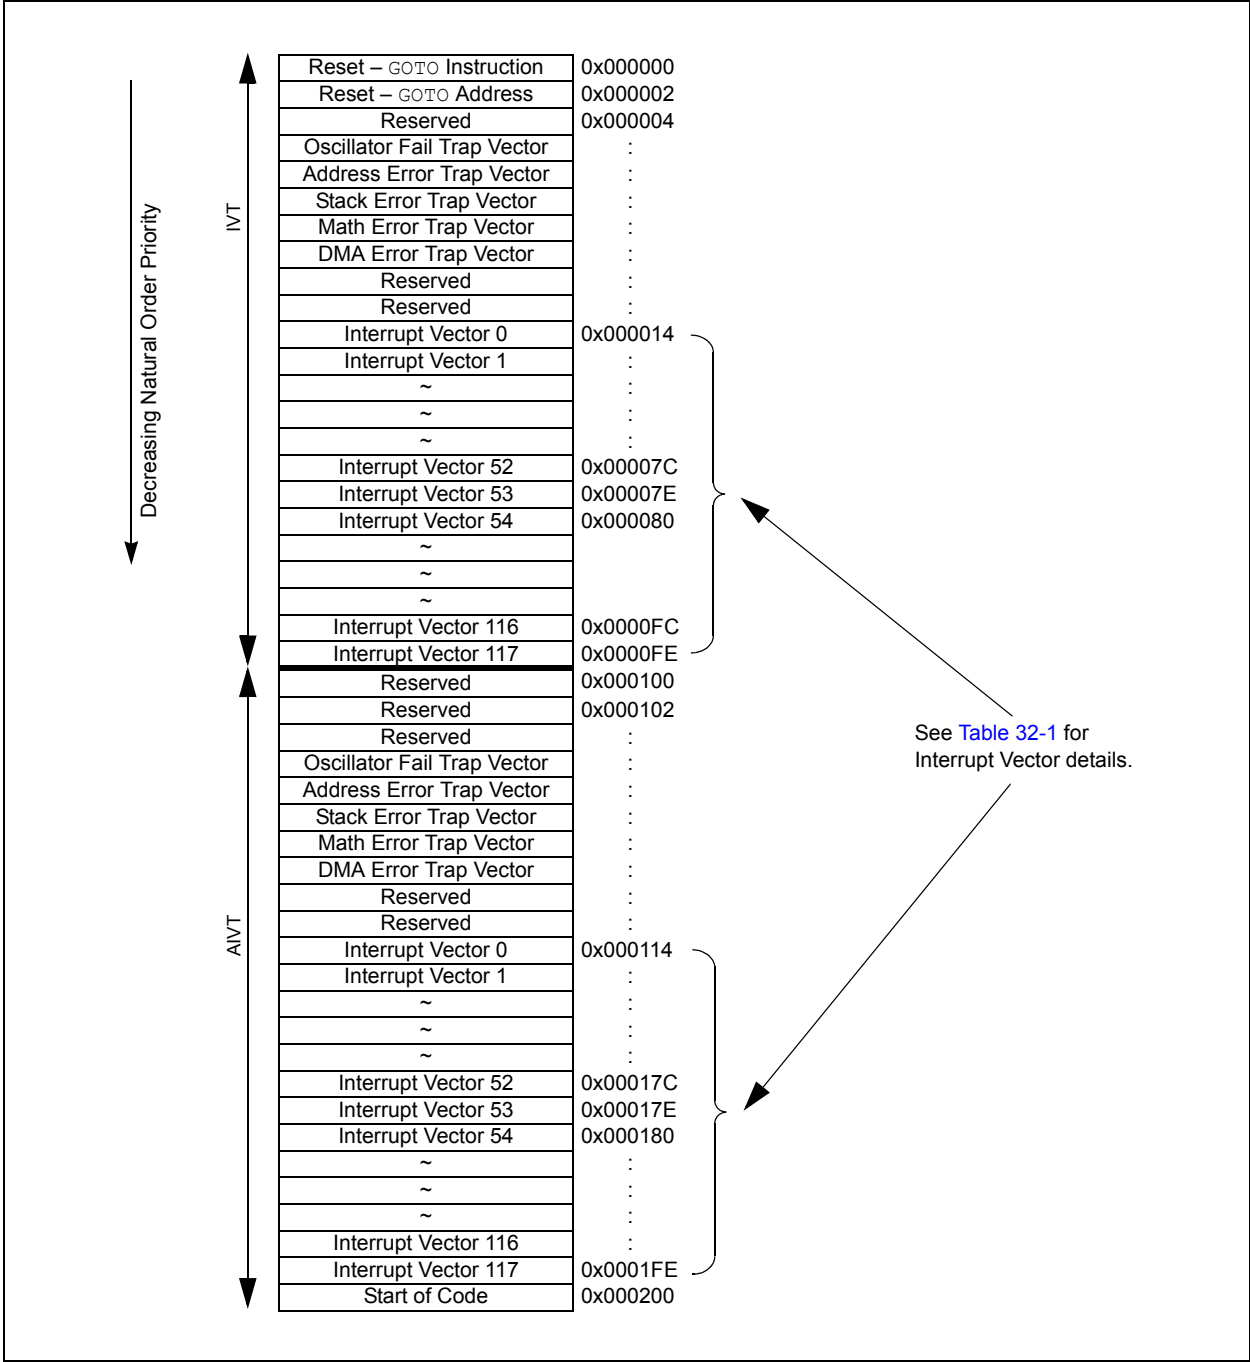 Decreasing Natural Order Priority
IVT
Reset – GOTO Instruction 0x000000
Reset – GOTO Address 0x000002
Reserved 0x000004
Oscillator Fail Trap Vector :
Address Error Trap Vector :
Stack Error Trap Vector :
Math Error Trap Vector :
DMA Error Trap Vector :
Reserved :
Reserved :
Interrupt Vector 0 0x000014
Interrupt Vector 1 :
~ :
~ :
~ :
Interrupt Vector 52 0x00007C
Interrupt Vector 53 0x00007E
Interrupt Vector 54 0x000080
~
~
~
Interrupt Vector 116 0x0000FC
Interrupt Vector 117 0x0000FE
AIVT
Reserved 0x000100
Reserved 0x000102
Reserved :
Oscillator Fail Trap Vector :
Address Error Trap Vector :
Stack Error Trap Vector :
Math Error Trap Vector :
DMA Error Trap Vector :
Reserved :
Reserved :
Interrupt Vector 0 0x000114
Interrupt Vector 1 :
~ :
~ :
~ :
Interrupt Vector 52 0x00017C
Interrupt Vector 53 0x00017E
Interrupt Vector 54 0x000180
~ :
~ :
~ :
Interrupt Vector 116 :
Interrupt Vector 117 0x0001FE
Start of Code 0x000200
See Table 32-1 for
Interrupt Vector details.